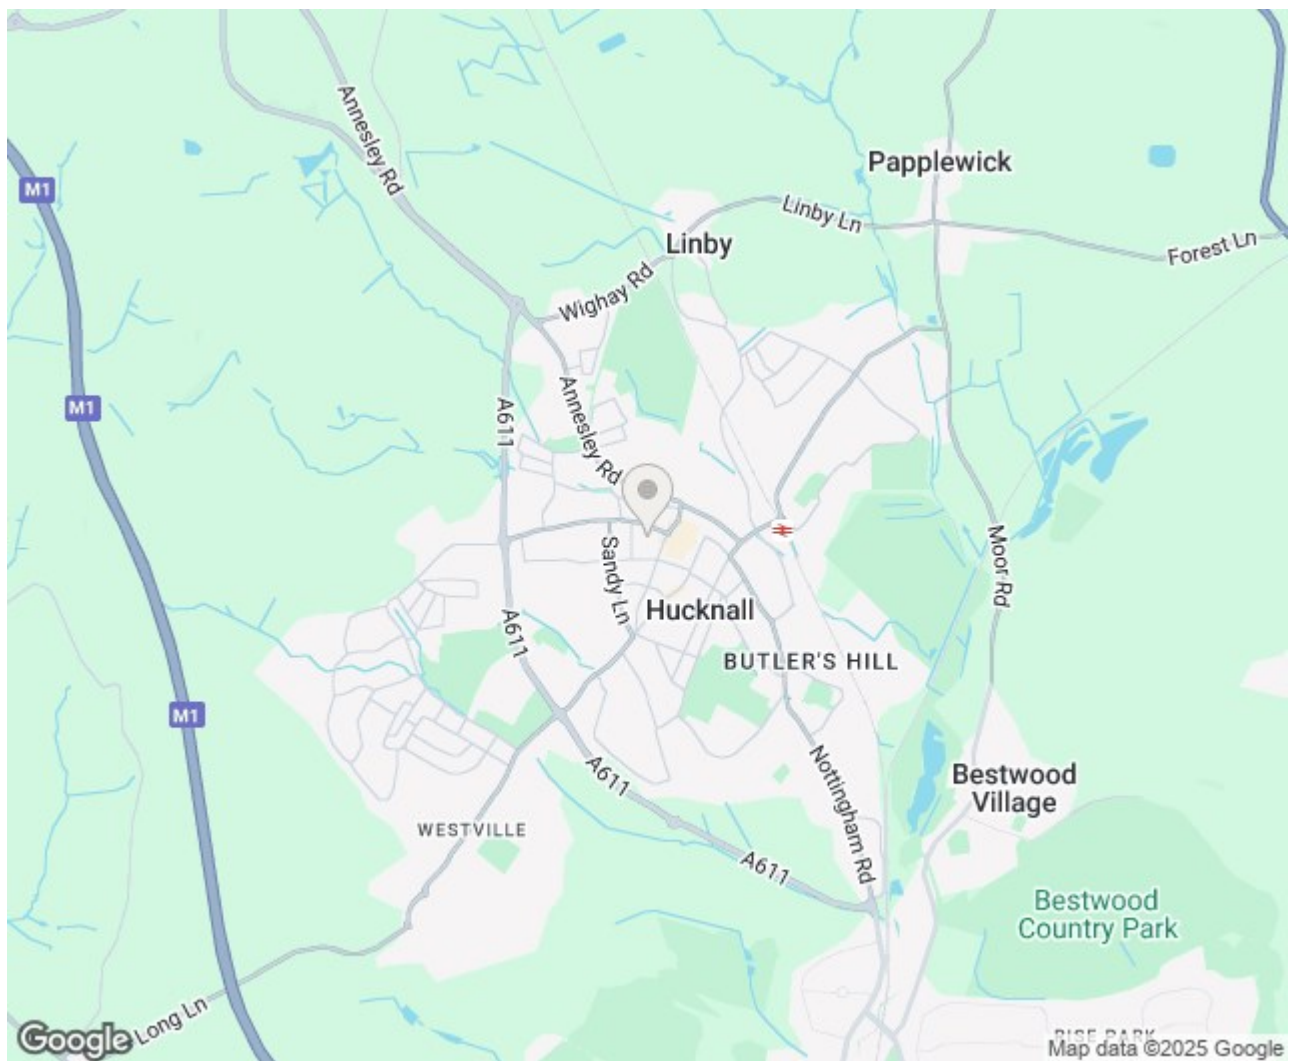 Annesley Rd
Papplewick
M1
Linby Ln
Linby
Forest Ln
Wighay Rd
M1
A611
Annesley Rd
Moor Rd
Sandy Ln
Hucknall
A611
BUTLER'S HILL
M1
A611
Nottingham Rd
Bestwood
Village
WESTVILLE
A611
Bestwood
Country Park
Long Ln
RISE PARK
Google
Map data ©2025 Google